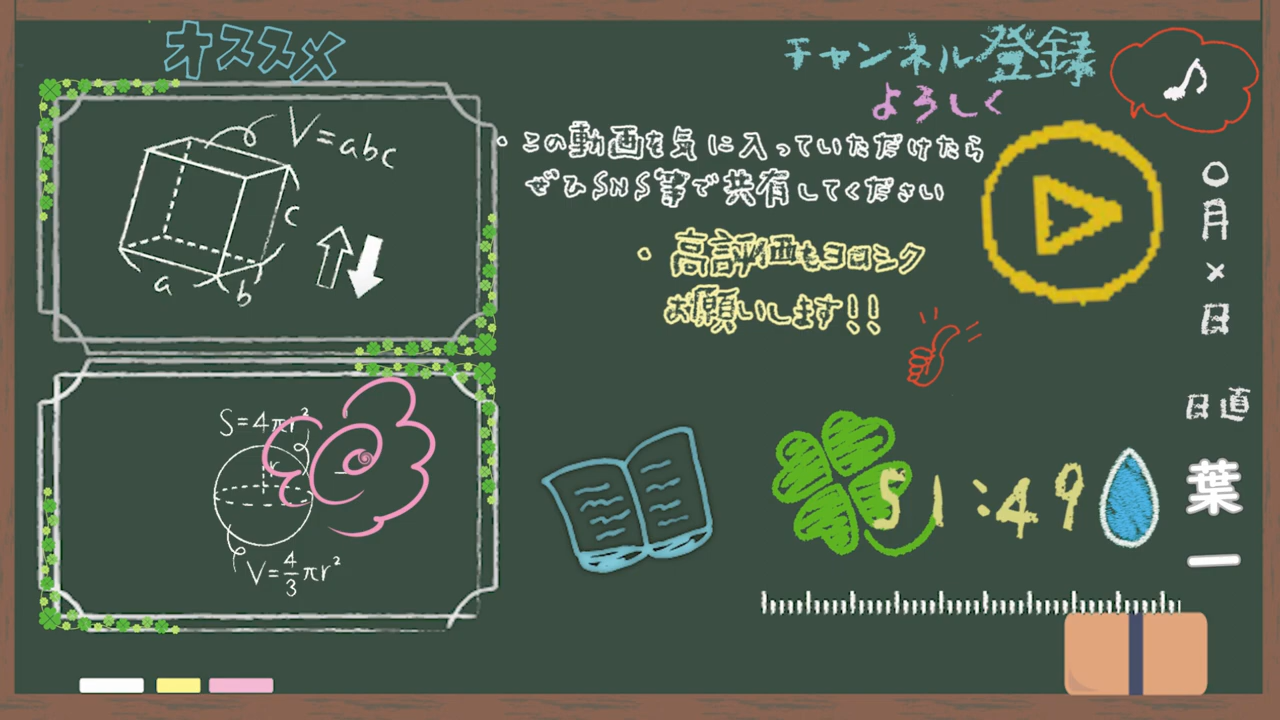 オススメ
V=abc
c
a
b
S=4πr²
r
V=4/3πr²
チャンネル登録
よろしく
・この動画を気に入っていただけたら
ぜひSNS等で共有してください
・高評価もヨロシク
お願いします!!
51:49
○月×日
日直
葉一